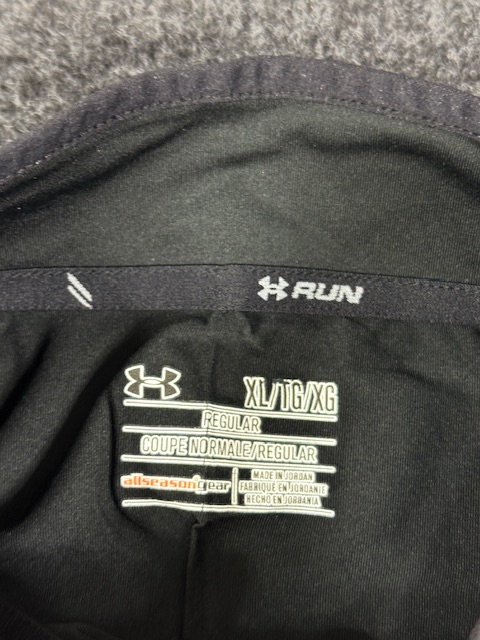 RUN
XL/TG/XG
REGULAR
COUPE NORMALE/REGULAR
allseasongear
MADE IN JORDAN
FABRIQUÉ EN JORDANIE
HECHO EN JORDANIA